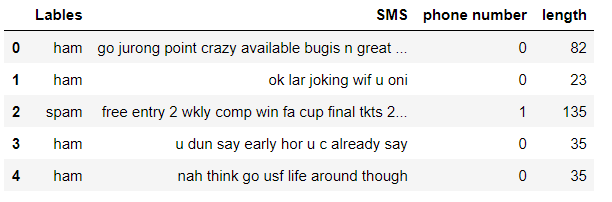 Lables SMS phone number length
0 ham go jurong point crazy available bugis n great ... 0 82
1 ham ok lar joking wif u oni 0 23
2 spam free entry 2 wkly comp win fa cup final tkts 2... 1 135
3 ham u dun say early hor u c already say 0 35
4 ham nah think go usf life around though 0 35